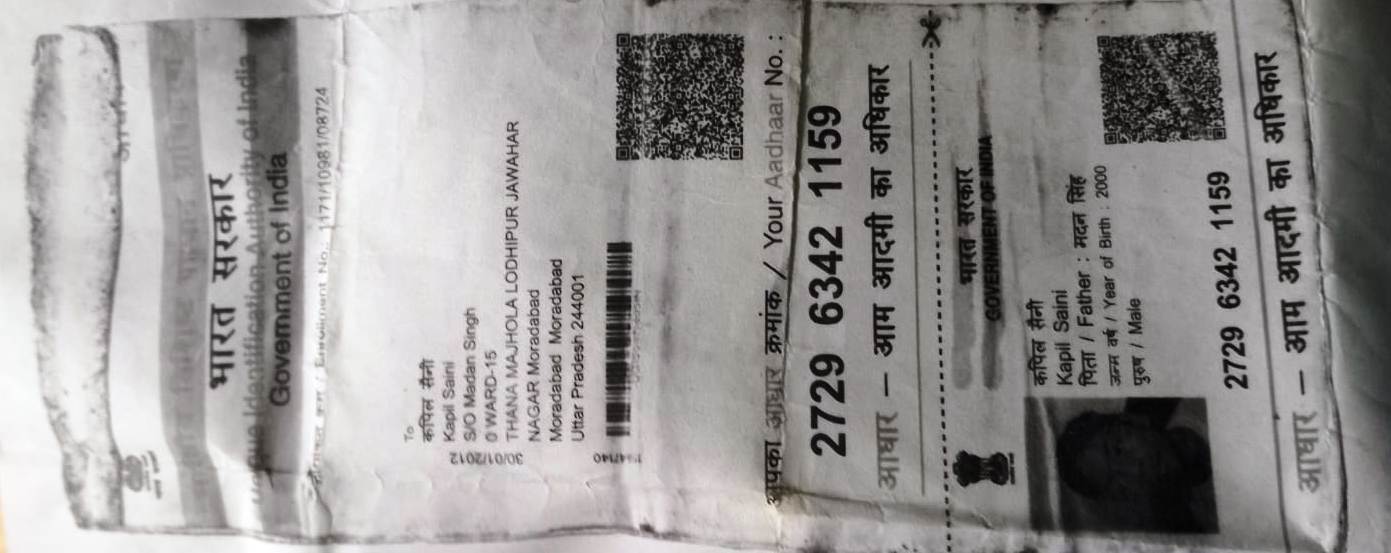 भारत सरकार
Unique Identification Authority of India
Government of India
Enrollment No.: 1171/10981/08724
To
कपिल सैनी
Kapil Saini
S/O Madan Singh
0 WARD-15
THANA MAJHOLA LODHIPUR JAWAHAR
NAGAR Moradabad
Moradabad Moradabad
Uttar Pradesh 244001
30/01/2012
आपका आधार क्रमांक / Your Aadhaar No. :
2729 6342 1159
आधार – आम आदमी का अधिकार
भारत सरकार
GOVERNMENT OF INDIA
कपिल सैनी
Kapil Saini
पिता / Father : मदन सिंह
जन्म वर्ष / Year of Birth : 2000
पुरुष / Male
2729 6342 1159
आधार – आम आदमी का अधिकार